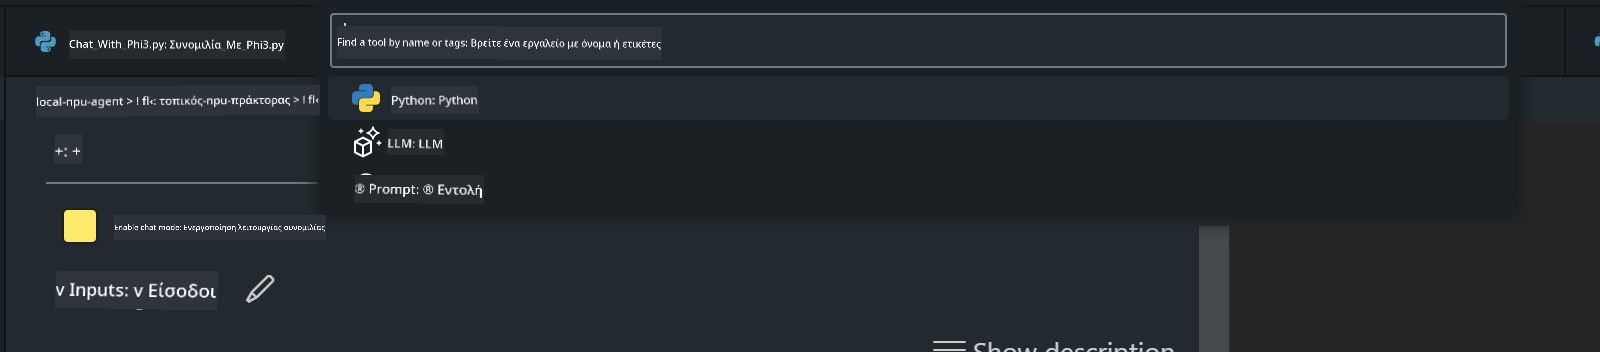 Chat_With_Phi3.py: Συνομιλία_Με_Phi3.py
Find a tool by name or tags: Βρείτε ένα εργαλείο με όνομα ή ετικέτες
local-npu-agent > ! fl‹: τοπικός-npu-πράκτορας > ! fl‹
Python: Python
+: +
LLM: LLM
® Prompt: ® Εντολή
Enable chat mode: Ενεργοποίηση λειτουργίας συνομιλίας
v Inputs: v Είσοδοι
Show description